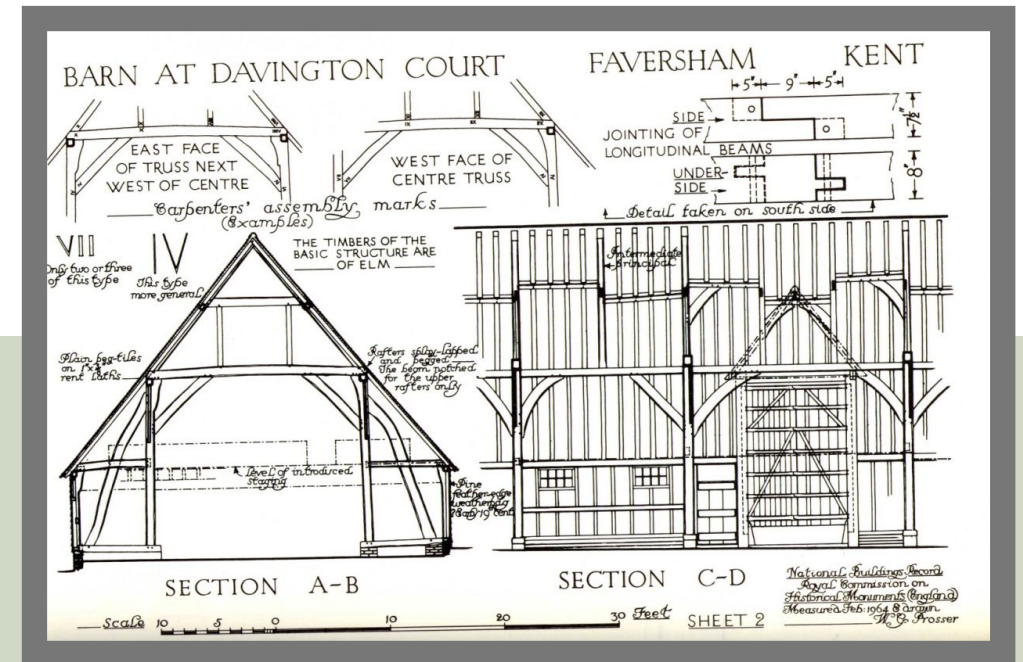 BARN AT DAVINGTON COURT
FAVERSHAM KENT
EAST FACE
OF TRUSS NEXT
WEST OF CENTRE
WEST FACE OF
CENTRE TRUSS
Carpenters' assembly marks
(Examples)
5" 9" 5"
SIDE
JOINTING OF
LONGITUDINAL BEAMS
UNDER-
SIDE
7½"
8"
Detail taken on south side
VII
Only two or three
of this type
IV
This type
more general
THE TIMBERS OF THE
BASIC STRUCTURE ARE
OF ELM
Intermediate
principal
Plain peg-tiles
on
rent laths
Rafters splay-lapped
and pegged
The beam notched
for the upper
rafters only
Level of introduced
staging
Pine
feather-edge
SECTION A-B
SECTION C-D
National Buildings Record
Royal Commission on
Historical Monuments (England)
Measured Feb: 1964 & drawn
Prosser
Scale 10 5 0 10 20 30 Feet
SHEET 2